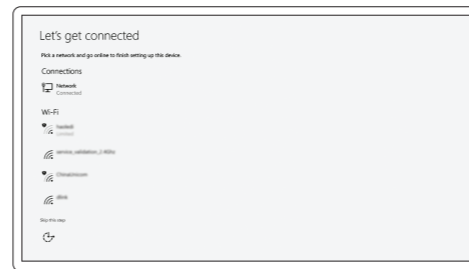 Let's get connected
Pick a network and go online to finish setting up this device.
Connections
Network
Connected
Wi-Fi
service_validation_2.4Ghz
ChinaUnicom
dlink
Skip this step